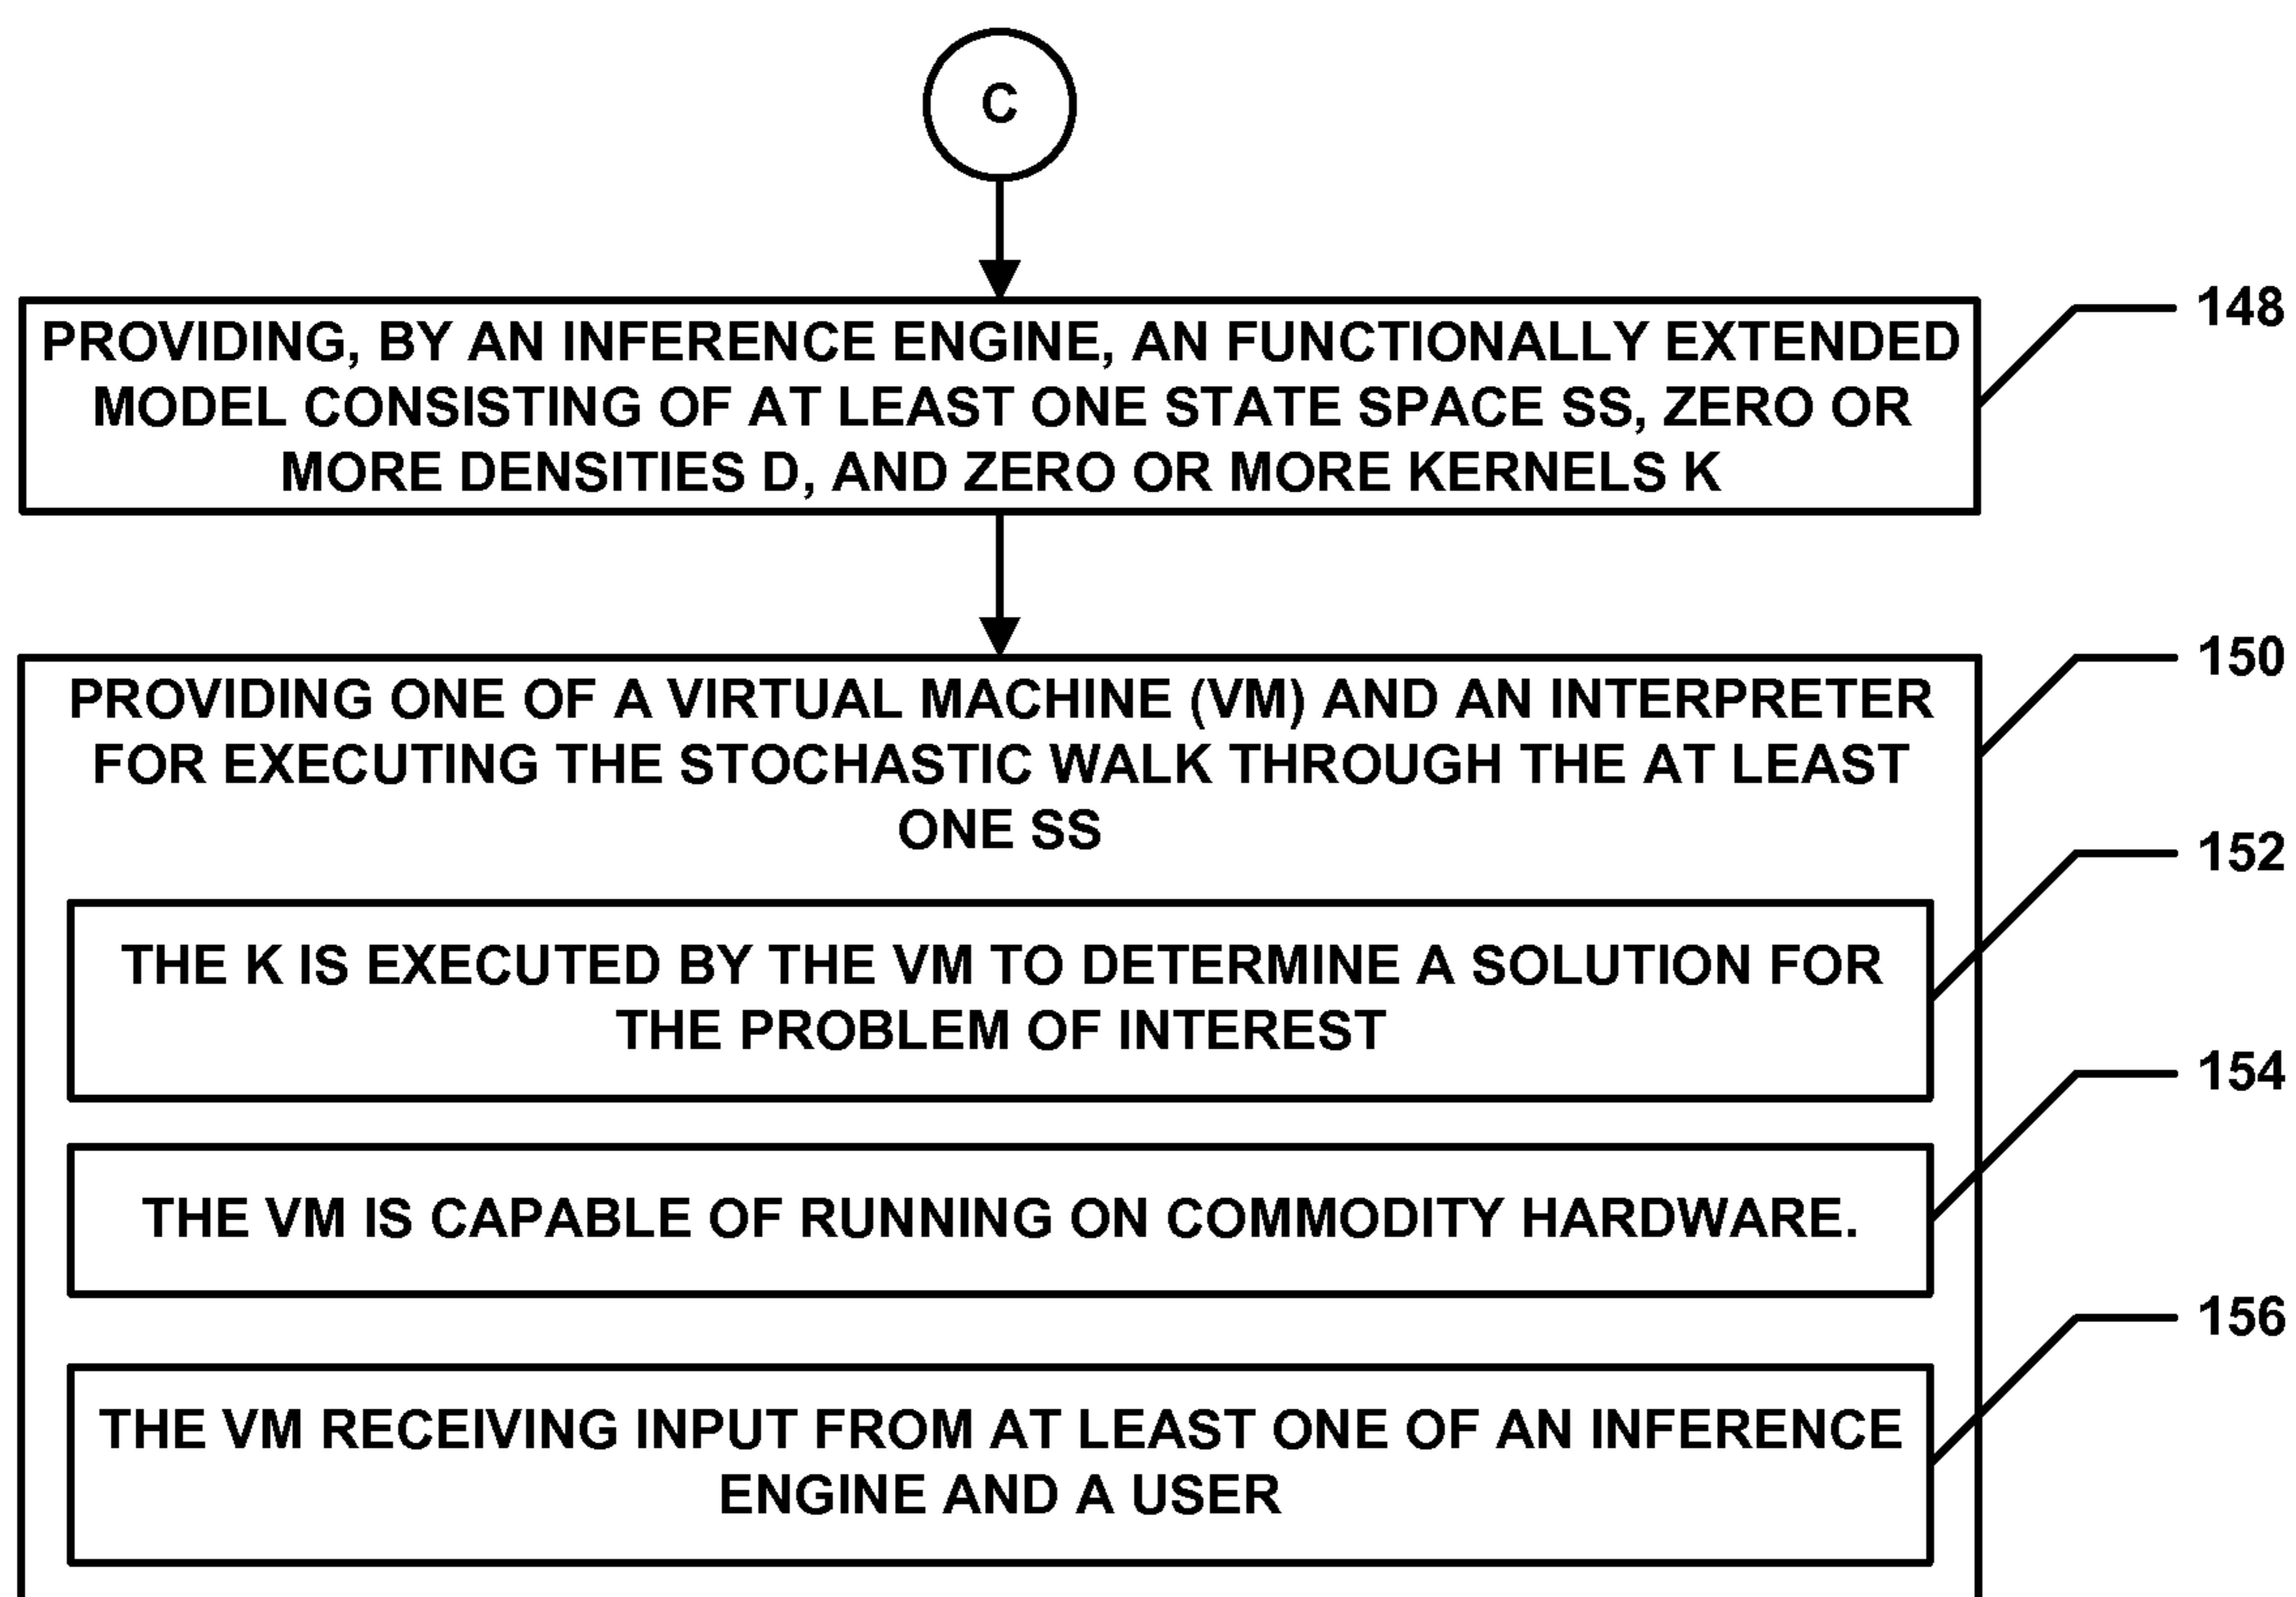 C
PROVIDING, BY AN INFERENCE ENGINE, AN FUNCTIONALLY EXTENDED
MODEL CONSISTING OF AT LEAST ONE STATE SPACE SS, ZERO OR
MORE DENSITIES D, AND ZERO OR MORE KERNELS K
148
PROVIDING ONE OF A VIRTUAL MACHINE (VM) AND AN INTERPRETER
FOR EXECUTING THE STOCHASTIC WALK THROUGH THE AT LEAST
ONE SS
150
THE K IS EXECUTED BY THE VM TO DETERMINE A SOLUTION FOR
THE PROBLEM OF INTEREST
152
THE VM IS CAPABLE OF RUNNING ON COMMODITY HARDWARE.
154
THE VM RECEIVING INPUT FROM AT LEAST ONE OF AN INFERENCE
ENGINE AND A USER
156